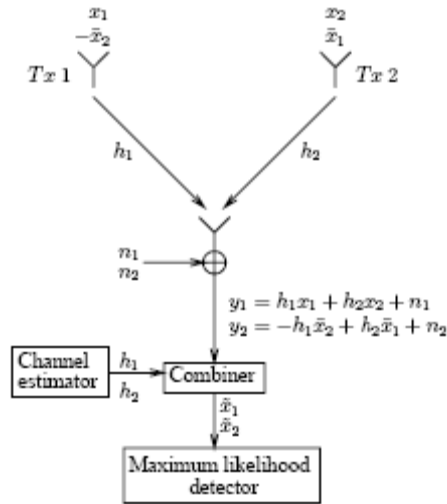 x₁ x₂
-x̄₂ x̄₁
Tx 1 Tx 2
h₁ h₂
n₁
n₂
y₁ = h₁x₁ + h₂x₂ + n₁
y₂ = -h₁x̄₂ + h₂x̄₁ + n₂
Channel
estimator
h₁
h₂
Combiner
x̃₁
x̃₂
Maximum likelihood
detector